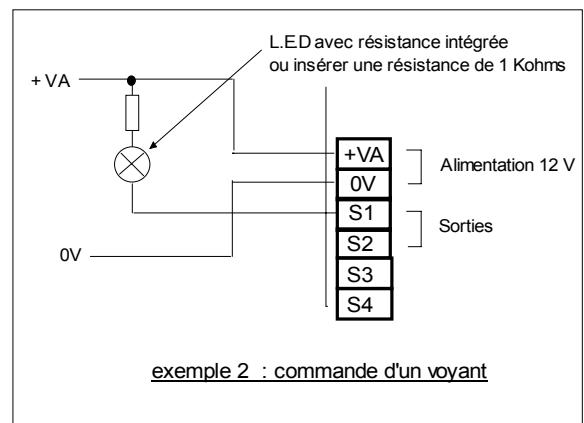 L.E.D avec résistance intégrée
ou insérer une résistance de 1 Kohms
+ VA
+VA
Alimentation 12 V
0V
S1
Sorties
S2
0V
S3
S4
exemple 2 : commande d'un voyant